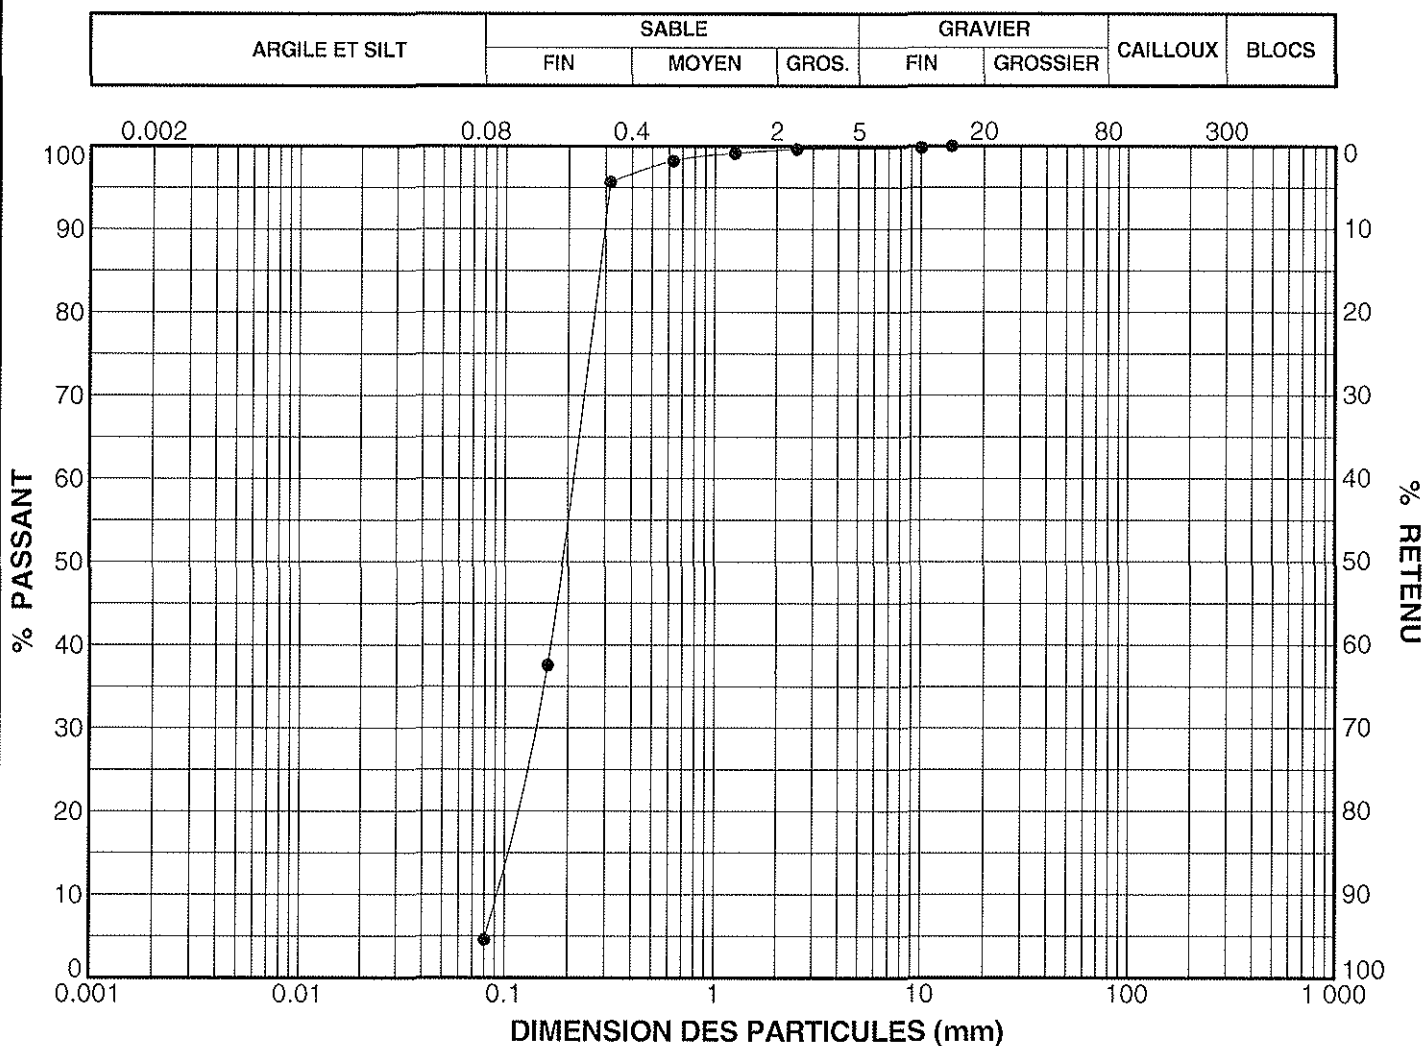 SABLE GRAVIER
ARGILE ET SILT CAILLOUX BLOCS
FIN MOYEN GROS. FIN GROSSIER
0.002 0.08 0.4 2 5 20 80 300
100 0
90 10
80 20
70 30
60 40
50 50
40 60
30 70
20 80
10 90
0 100
% PASSANT
% RETENU
0.001 0.01 0.1 1 10 100 1 000
DIMENSION DES PARTICULES (mm)